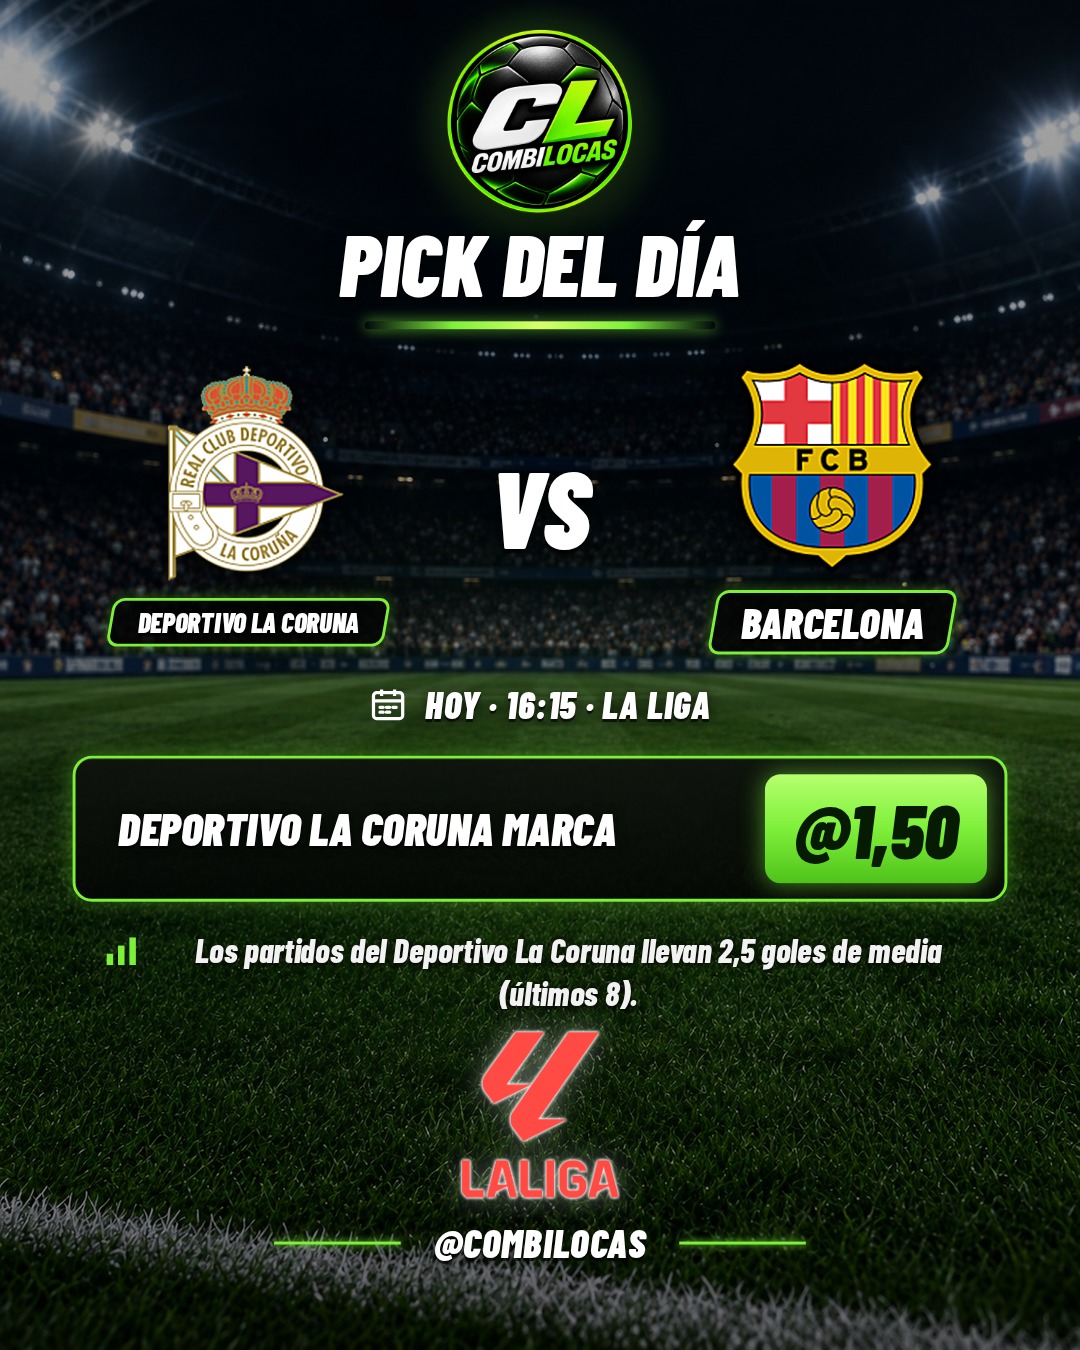 CL
COMBILOCAS
PICK DEL DÍA
REAL CLUB DEPORTIVO
LA CORUÑA
VS
FCB
DEPORTIVO LA CORUNA
BARCELONA
HOY · 16:15 · LA LIGA
DEPORTIVO LA CORUNA MARCA
@1,50
Los partidos del Deportivo La Coruna llevan 2,5 goles de media
(últimos 8).
LALIGA
@COMBILOCAS